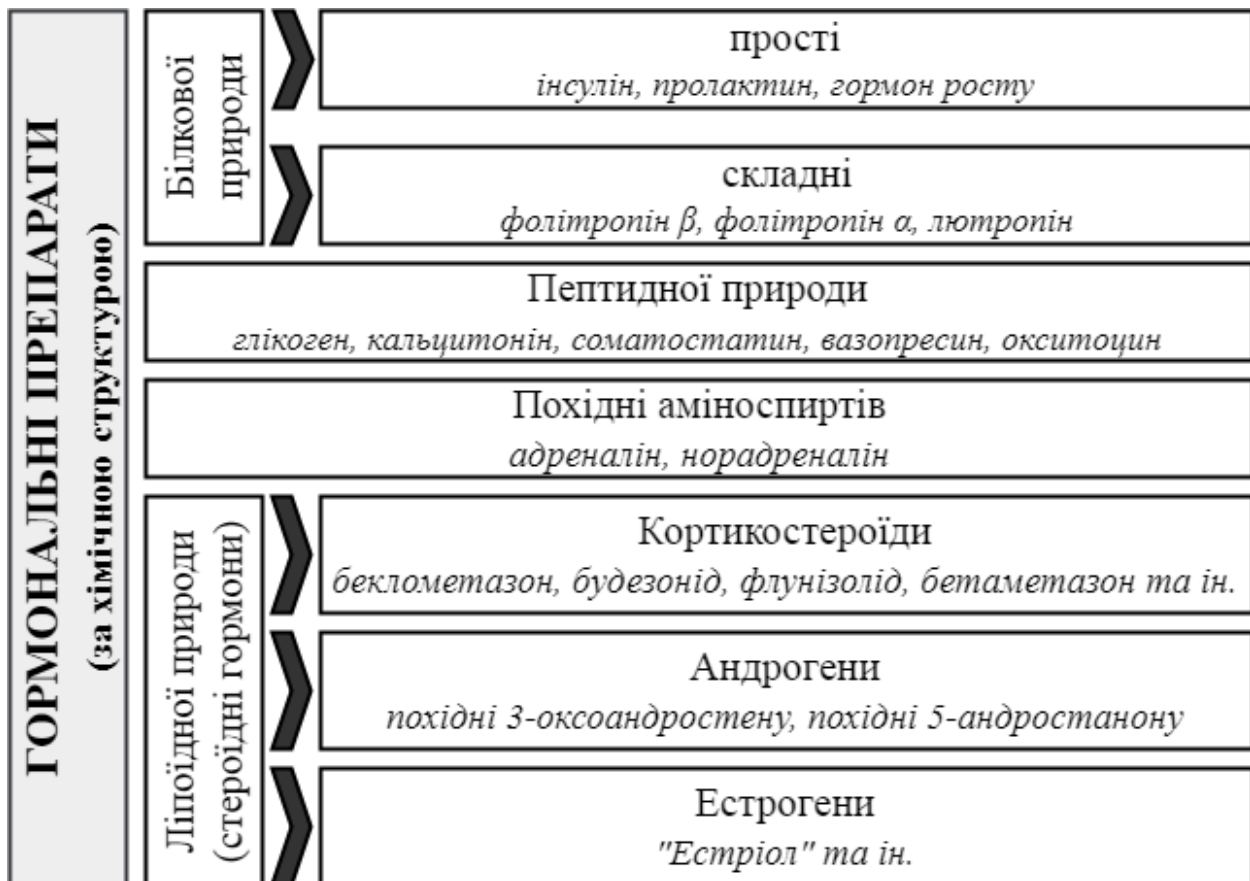 ГОРМОНАЛЬНІ ПРЕПАРАТИ
(за хімічною структурою)
Білкової
природи
прості
інсулін, пролактин, гормон росту
складні
фолітропін β, фолітропін α, лютропін
Пептидної природи
глікоген, кальцитонін, соматостатин, вазопресин, окситоцин
Похідні аміноспиртів
адреналін, норадреналін
Ліпоїдної природи
(стероїдні гормони)
Кортикостероїди
беклометазон, будезонід, флунізолід, бетаметазон та ін.
Андрогени
похідні 3-оксоандростену, похідні 5-андростанону
Естрогени
"Естріол" та ін.